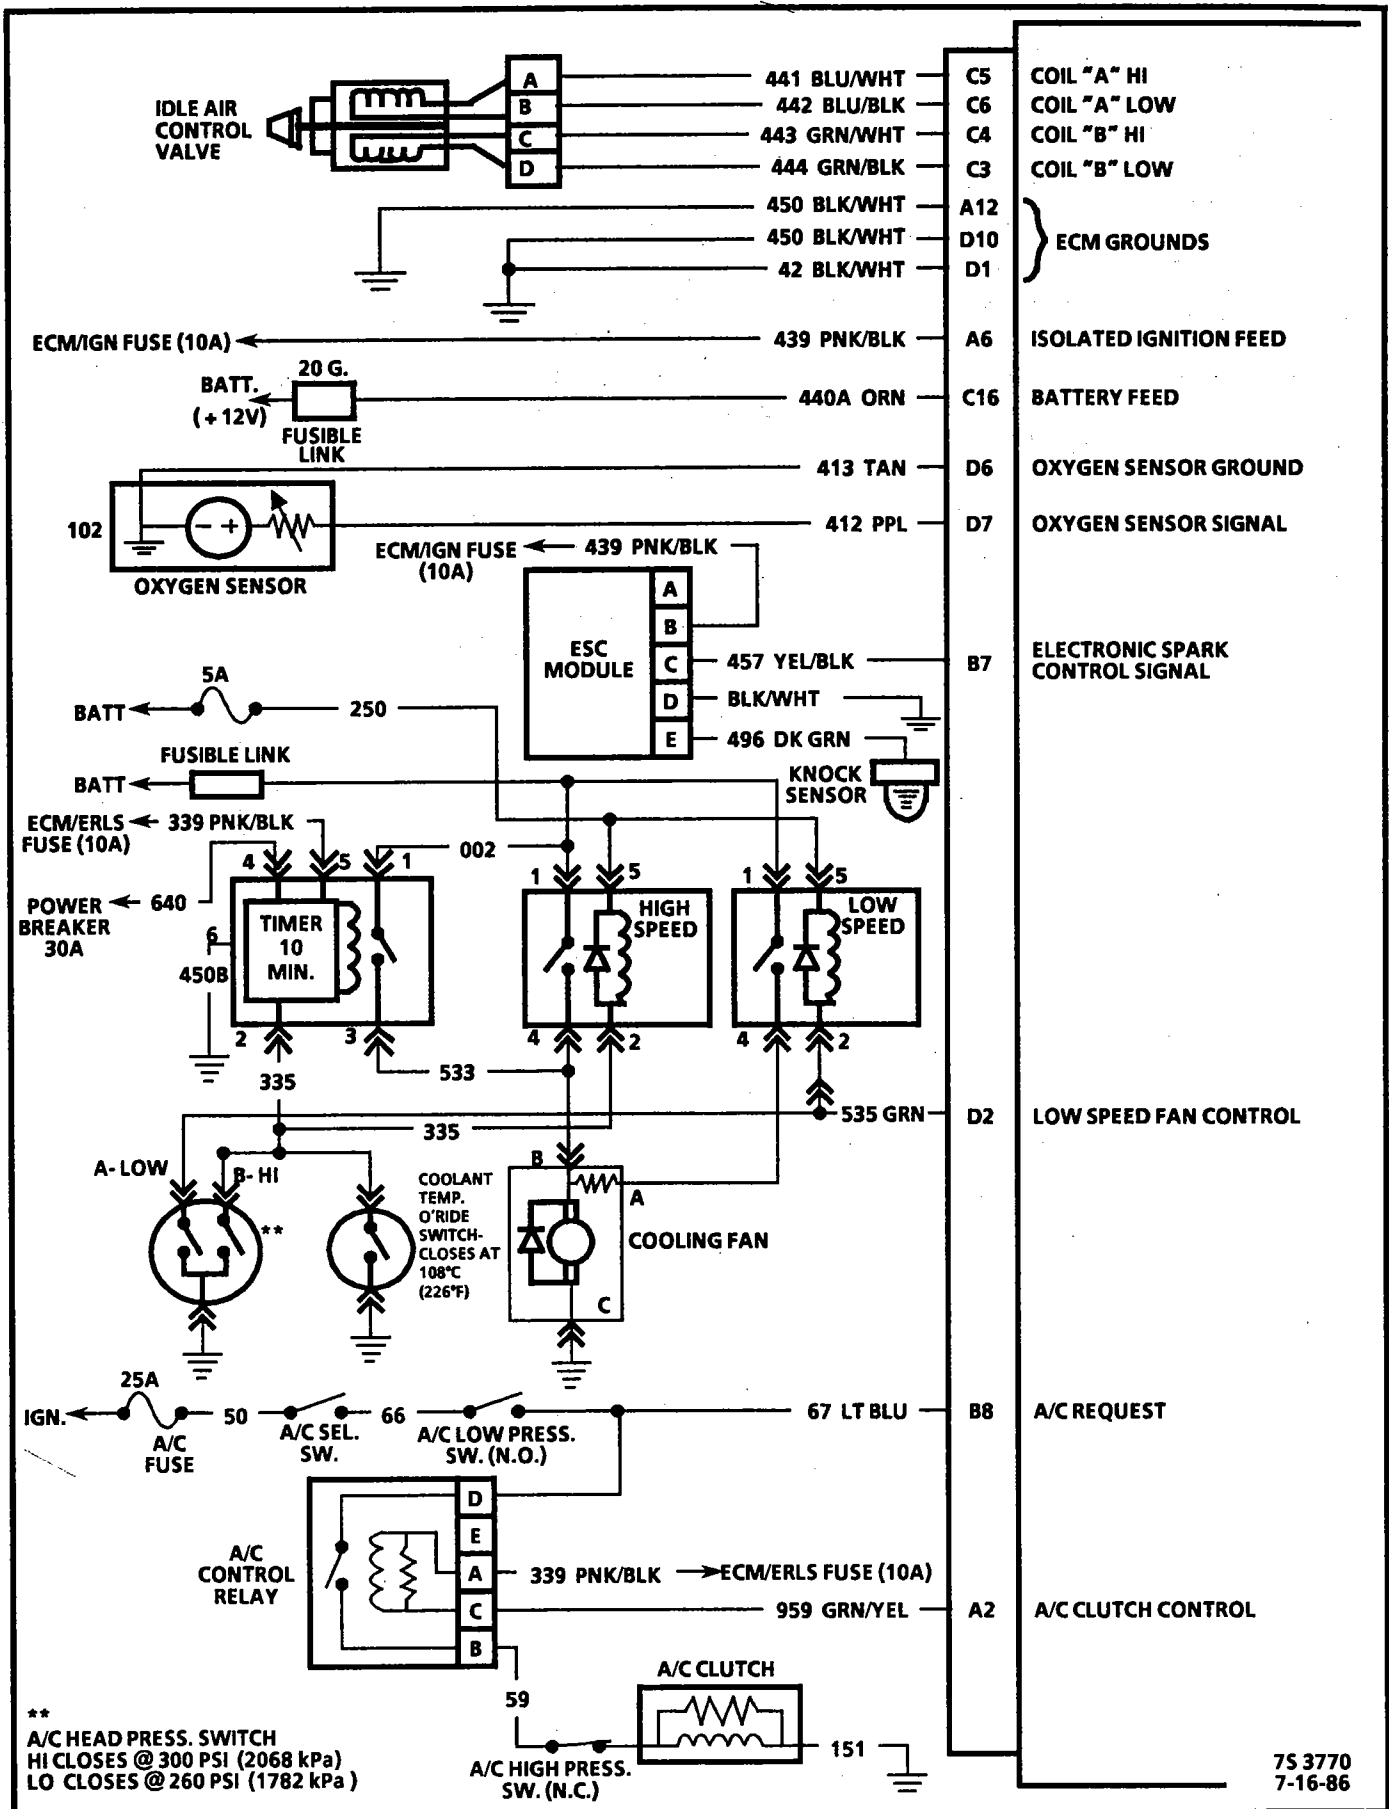 IDLE AIR
CONTROL
VALVE
A
B
C
D
441 BLU/WHT C5 COIL "A" HI
442 BLU/BLK C6 COIL "A" LOW
443 GRN/WHT C4 COIL "B" HI
444 GRN/BLK C3 COIL "B" LOW
450 BLK/WHT A12
450 BLK/WHT D10 ECM GROUNDS
42 BLK/WHT D1
ECM/IGN FUSE (10A) 439 PNK/BLK A6 ISOLATED IGNITION FEED
BATT.
(+12V)
20 G.
FUSIBLE
LINK
440A ORN C16 BATTERY FEED
413 TAN D6 OXYGEN SENSOR GROUND
102
- +
OXYGEN SENSOR
412 PPL D7 OXYGEN SENSOR SIGNAL
ECM/IGN FUSE
(10A)
439 PNK/BLK
ESC
MODULE
A
B
C
D
E
457 YEL/BLK B7 ELECTRONIC SPARK
CONTROL SIGNAL
BLK/WHT
496 DK GRN
KNOCK
SENSOR
5A
BATT 250
FUSIBLE LINK
BATT
ECM/ERLS
FUSE (10A)
339 PNK/BLK
002
4 5 1
POWER
BREAKER
30A
640
6
450B
TIMER
10
MIN.
2 3
1 5
HIGH
SPEED
4 2
1 5
LOW
SPEED
4 2
335
533
535 GRN D2 LOW SPEED FAN CONTROL
335
A- LOW
B- HI
**
COOLANT
TEMP.
O'RIDE
SWITCH-
CLOSES AT
108°C
(226°F)
B
A
C
COOLING FAN
25A
IGN.
A/C
FUSE
50
A/C SEL.
SW.
66
A/C LOW PRESS.
SW. (N.O.)
67 LT BLU B8 A/C REQUEST
A/C
CONTROL
RELAY
D
E
A
C
B
339 PNK/BLK ECM/ERLS FUSE (10A)
959 GRN/YEL A2 A/C CLUTCH CONTROL
59
A/C CLUTCH
A/C HIGH PRESS.
SW. (N.C.)
151
**
A/C HEAD PRESS. SWITCH
HI CLOSES @ 300 PSI (2068 kPa)
LO CLOSES @ 260 PSI (1782 kPa )
7S 3770
7-16-86